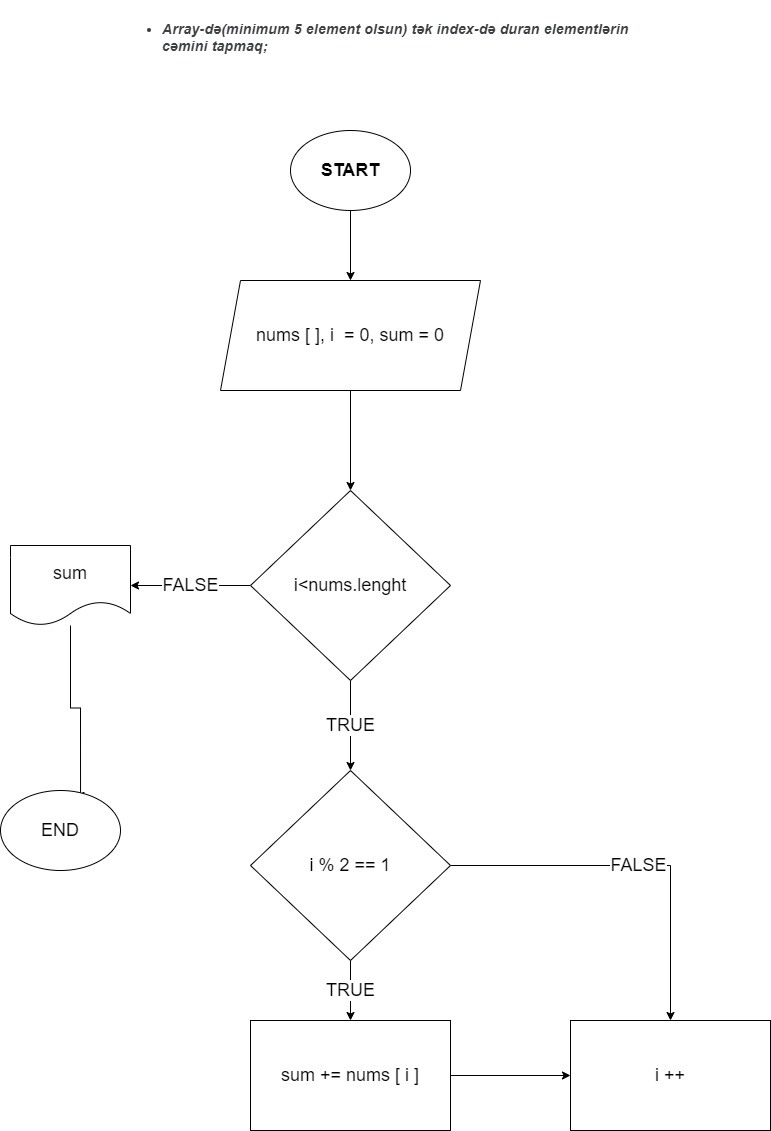 • Array-də(minimum 5 element olsun) tək index-də duran elementlərin
cəmini tapmaq;
START
nums [ ], i  = 0, sum = 0
i<nums.lenght
FALSE
sum
TRUE
END
i % 2 == 1
FALSE
TRUE
sum += nums [ i ]
i ++